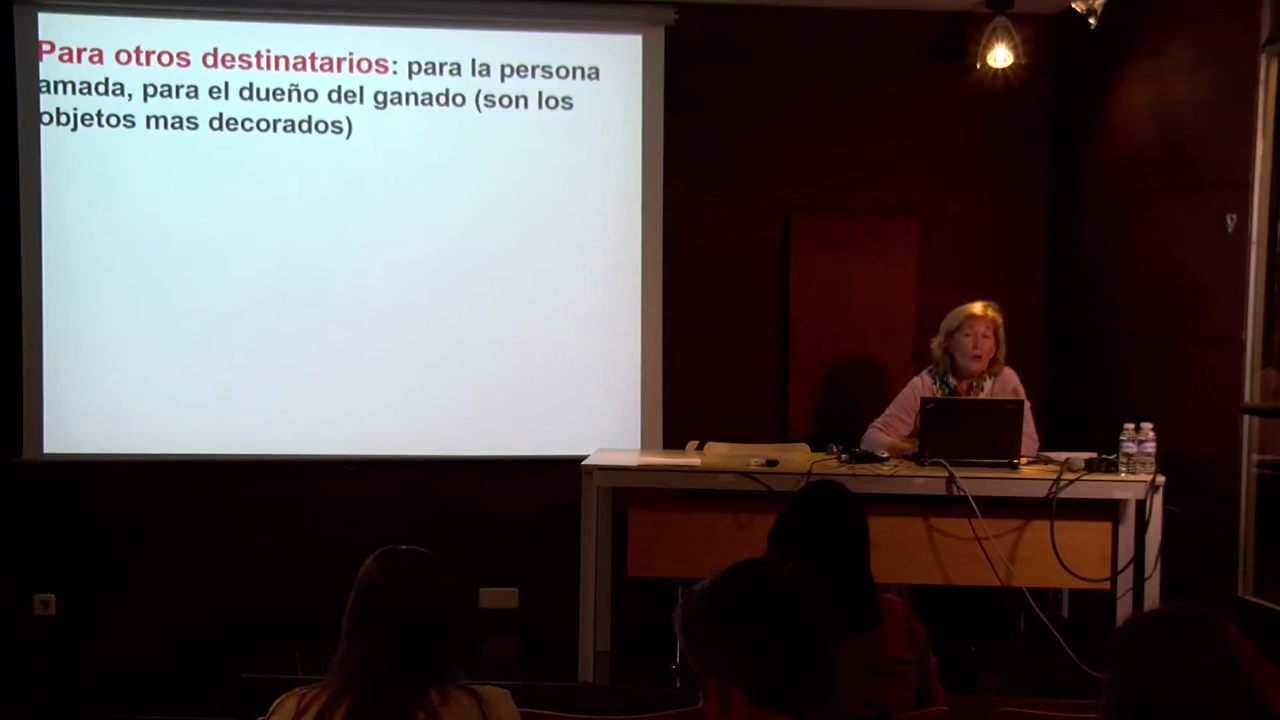 Para otros destinatarios: para la persona
amada, para el dueño del ganado (son los
objetos mas decorados)